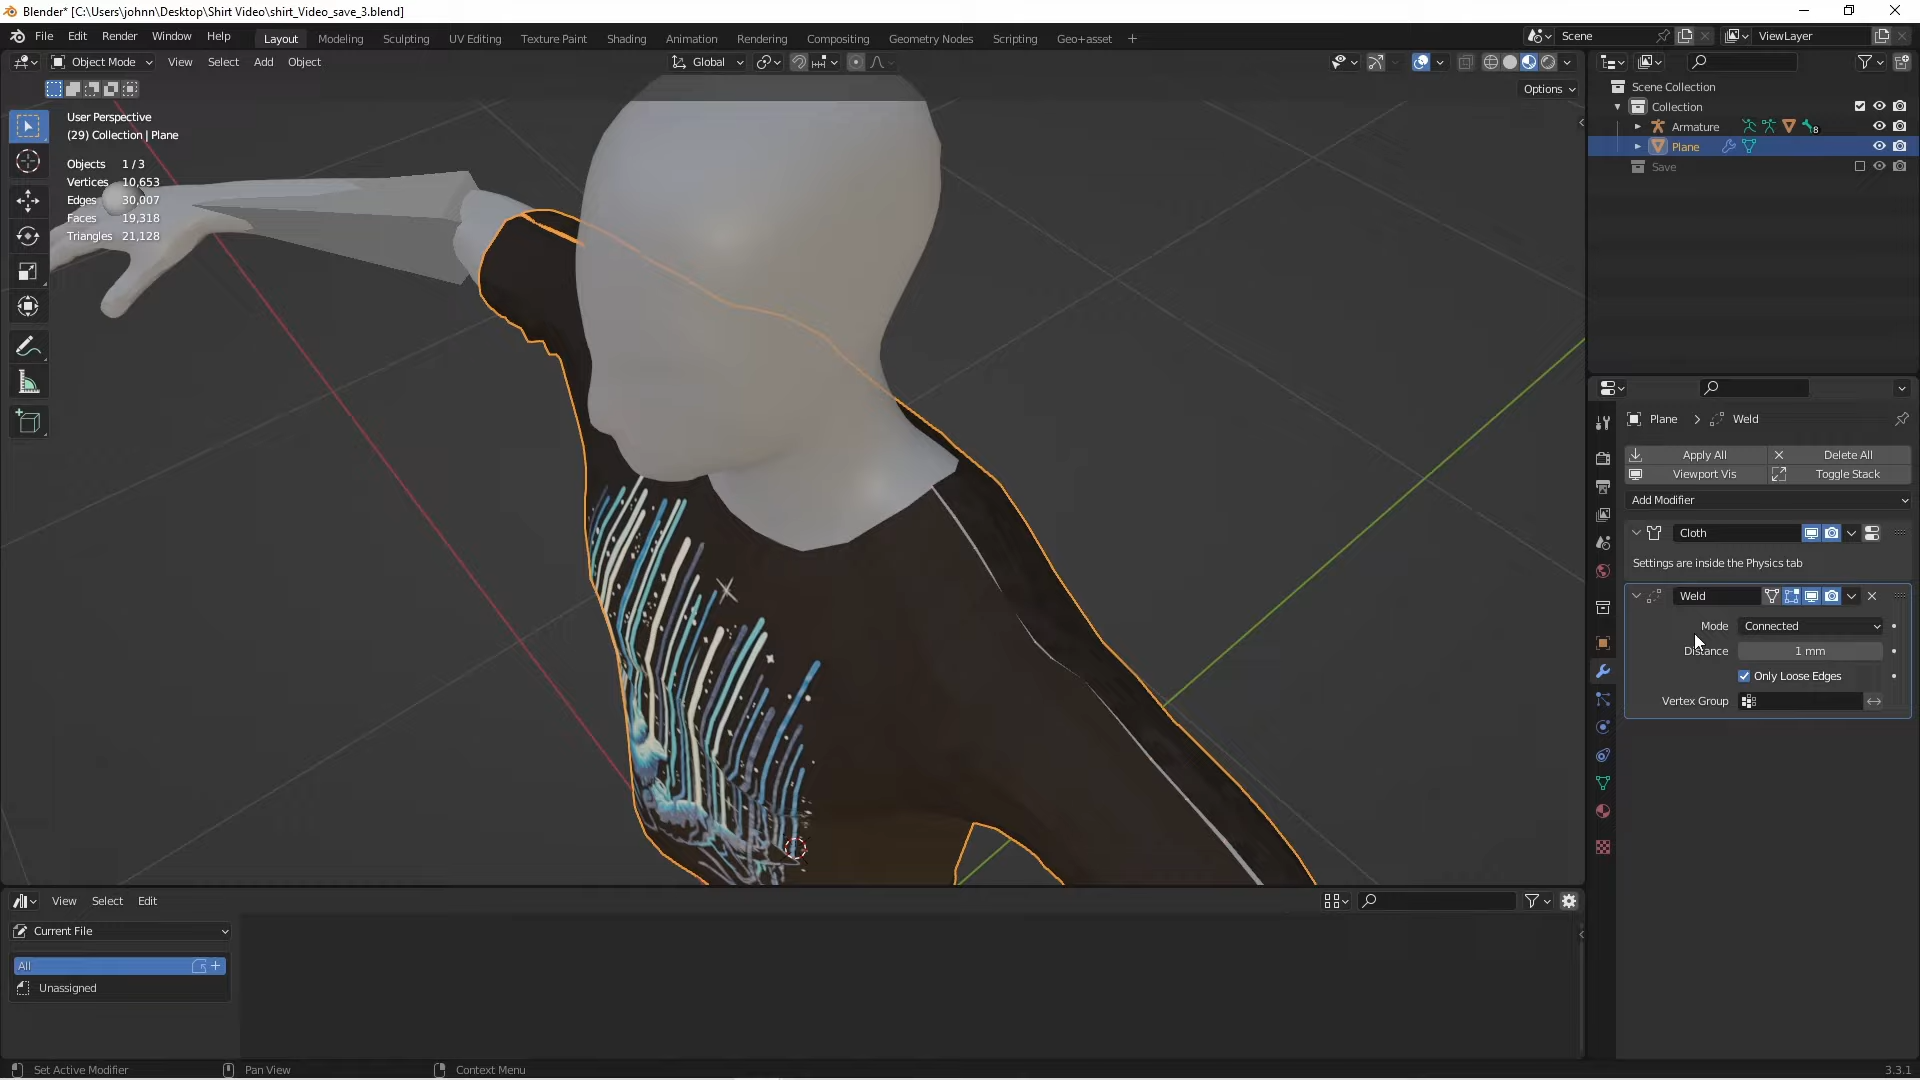 Blender* [C:\Users\johnn\Desktop\Shirt Video\shirt_Video_save_3.blend]
File Edit Render Window Help Layout Modeling Sculpting UV Editing Texture Paint Shading Animation Rendering Compositing Geometry Nodes Scripting Geo+asset + Scene ViewLayer
Object Mode View Select Add Object Global
Options
User Perspective
(29) Collection | Plane
Objects 1/3
Vertices 10,653
Edges 30,007
Faces 19,318
Triangles 21,128
Scene Collection
Collection
Armature 8
Plane
Save
Plane > Weld
Apply All Delete All
Viewport Vis Toggle Stack
Add Modifier
Cloth
Settings are inside the Physics tab
Weld
Mode Connected
Distance 1 mm
Only Loose Edges
Vertex Group
View Select Edit
Current File
All
Unassigned
Set Active Modifier Pan View Context Menu 3.3.1